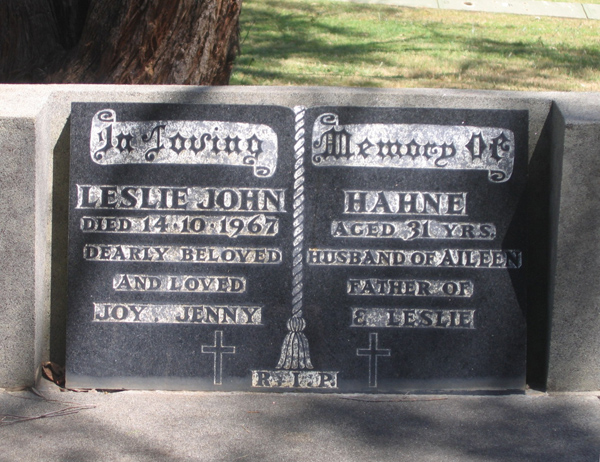 In Loving Memory Of
LESLIE JOHN HAHNE
DIED 14·10·1967 AGED 31 YRS.
DEARLY BELOVED HUSBAND OF AILEEN
AND LOVED FATHER OF
JOY, JENNY & LESLIE
R.I.P.